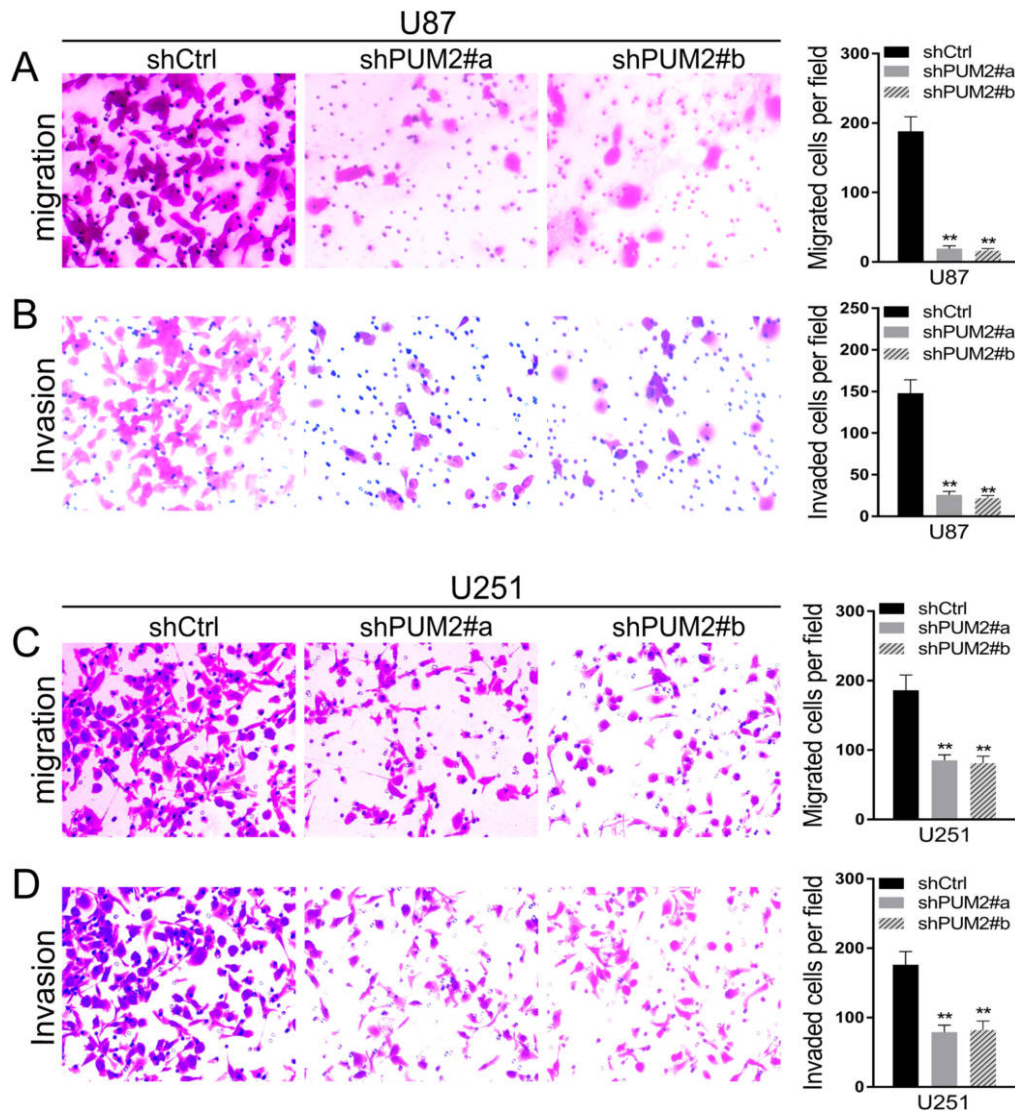 U87
A
shCtrl
shPUM2#a
shPUM2#b
migration
Migrated cells per field
300
200
100
0
shCtrl
shPUM2#a
shPUM2#b
**
**
U87
B
Invasion
Invaded cells per field
250
200
150
100
50
0
shCtrl
shPUM2#a
shPUM2#b
**
**
U87
U251
C
shCtrl
shPUM2#a
shPUM2#b
migration
Migrated cells per field
300
200
100
0
shCtrl
shPUM2#a
shPUM2#b
**
**
U251
D
Invasion
Invaded cells per field
300
200
100
0
shCtrl
shPUM2#a
shPUM2#b
**
**
U251